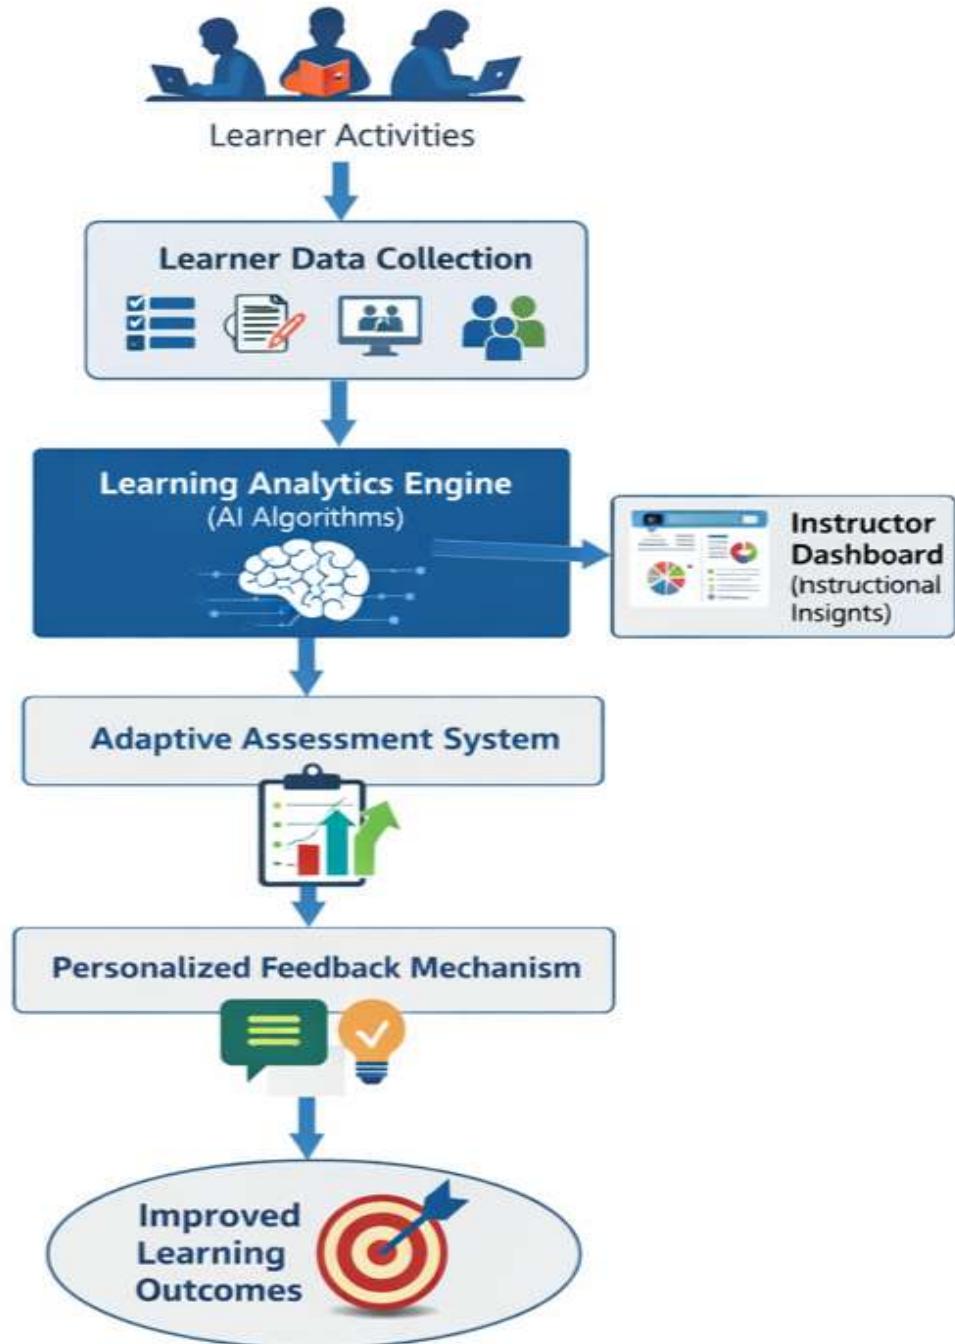 Learner Activities
Learner Data Collection
Learning Analytics Engine
(AI Algorithms)
Instructor
Dashboard
(Nstructional
Insignts)
Adaptive Assessment System
Personalized Feedback Mechanism
Improved
Learning
Outcomes